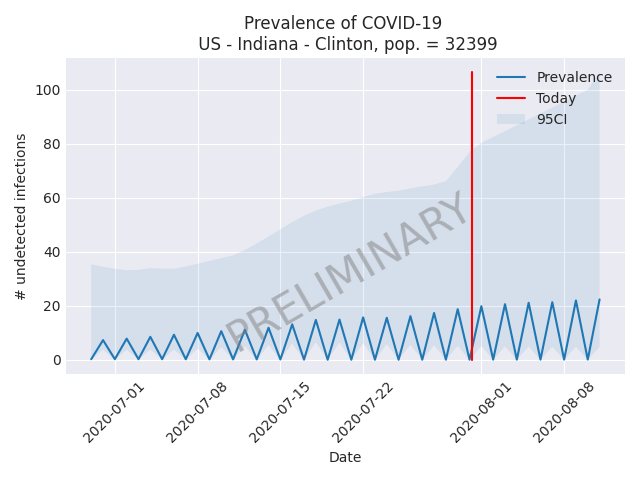 Prevalence of COVID-19
US - Indiana - Clinton, pop. = 32399
Prevalence
Today
95CI
100
80
60
40
20
0
# undetected infections
PRELIMINARY
2020-07-01
2020-07-08
2020-07-15
2020-07-22
2020-08-01
2020-08-08
Date